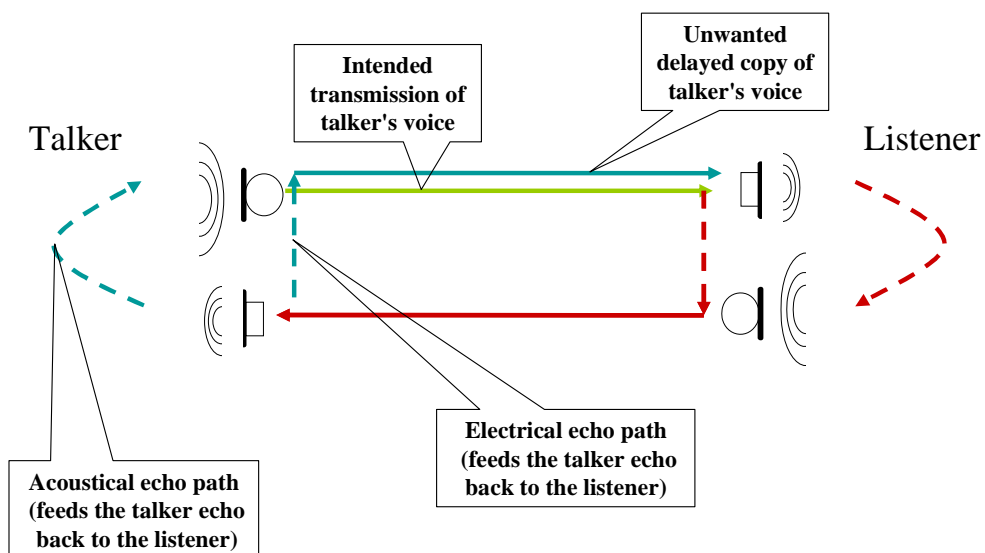 Unwanted
delayed copy of
talker's voice
Intended
transmission of
talker's voice
Talker
Listener
Electrical echo path
(feeds the talker echo
back to the listener)
Acoustical echo path
(feeds the talker echo
back to the listener)